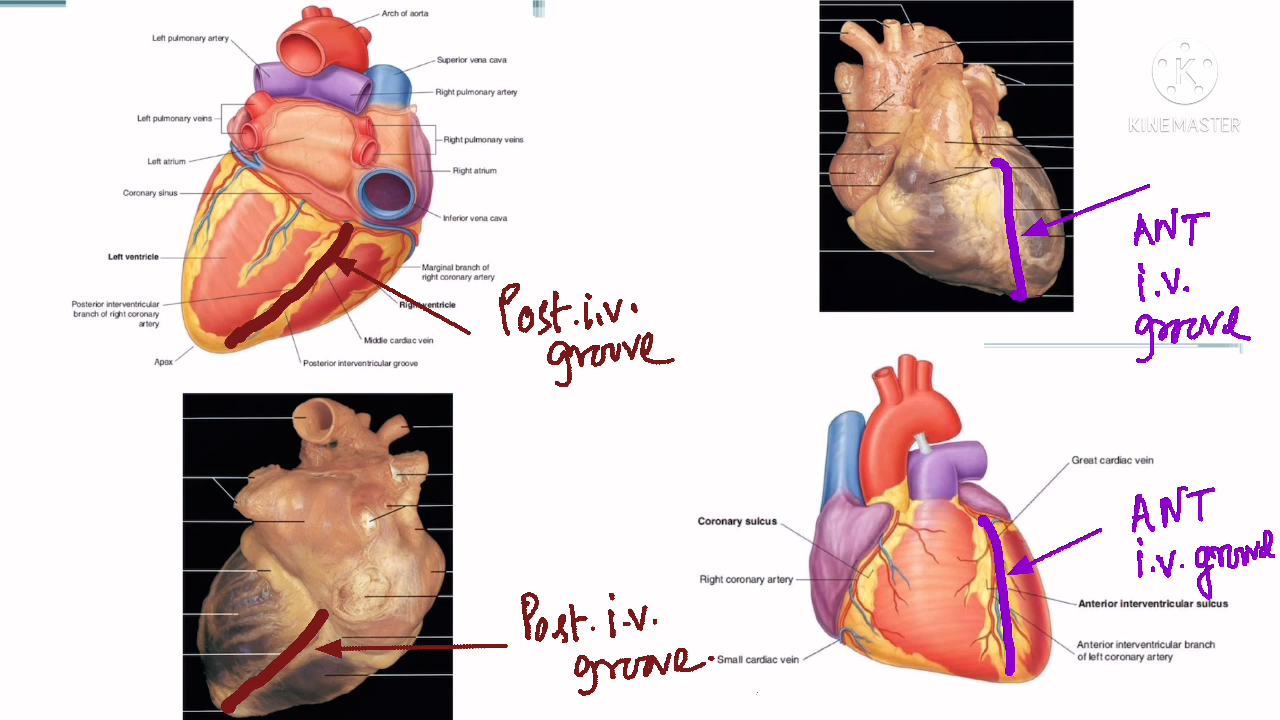 Arch of aorta
Left pulmonary artery
Superior vena cava
Right pulmonary artery
Left pulmonary veins
Right pulmonary veins
Left atrium
Right atrium
Coronary sinus
Inferior vena cava
Left ventricle
Marginal branch of
right coronary artery
Posterior interventricular
branch of right coronary
artery
Right ventricle
Middle cardiac vein
Apex
Posterior interventricular groove
Post. i.v.
groove
KINEMASTER
ANT
i.v.
groove
Post. i.v.
groove.
Great cardiac vein
Coronary sulcus
ANT
i.v. groove
Right coronary artery
Anterior interventricular sulcus
Anterior interventricular branch
of left coronary artery
Small cardiac vein